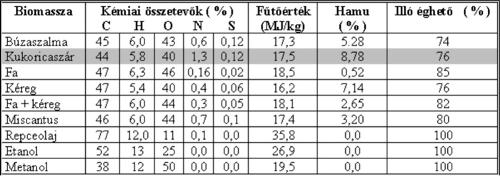 Biomassza Kémiai összetevők ( % ) Fűtőérték Hamu Illó éghető ( % )
C H O N S (MJ/kg) ( % )
Búzaszalma 45 6,0 43 0,6 0,12 17,3 5.28 74
Kukoricaszár 44 5,8 40 1,3 0,12 17,5 8,78 76
Fa 47 6,3 46 0,16 0,02 18,5 0,52 85
Kéreg 47 5,4 40 0,4 0,06 16,2 7,14 76
Fa + kéreg 47 6,0 44 0,3 0,05 18,1 2,65 82
Miscantus 46 6,0 44 0,7 0,1 17,4 3,20 80
Repceolaj 77 12,0 11 0,1 0,0 35,8 0,0 100
Etanol 52 13 25 0,0 0,0 26,9 0,0 100
Metanol 38 12 50 0,0 0,0 19,5 0,0 100